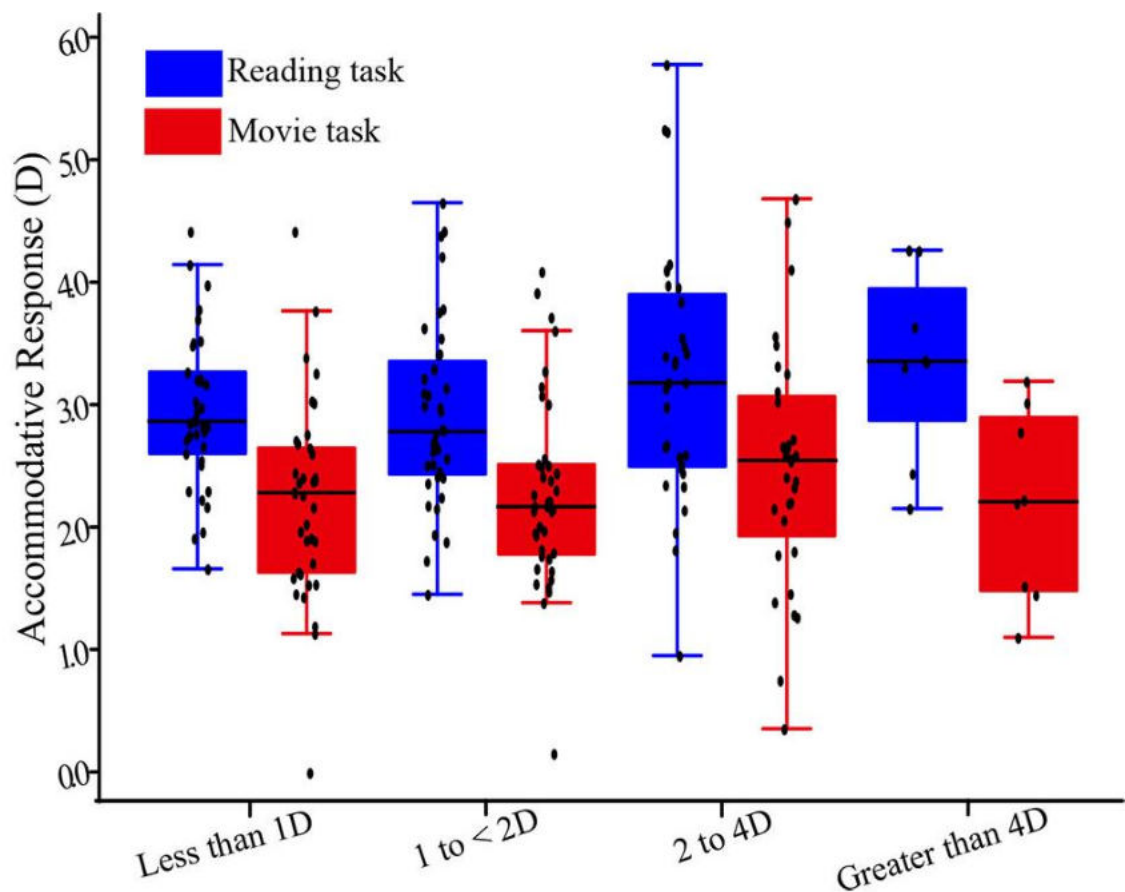 6.0
Reading task
Movie task
5.0
Accommodative Response (D)
4.0
3.0
2.0
1.0
0.0
Less than 1D
1 to < 2D
2 to 4D
Greater than 4D